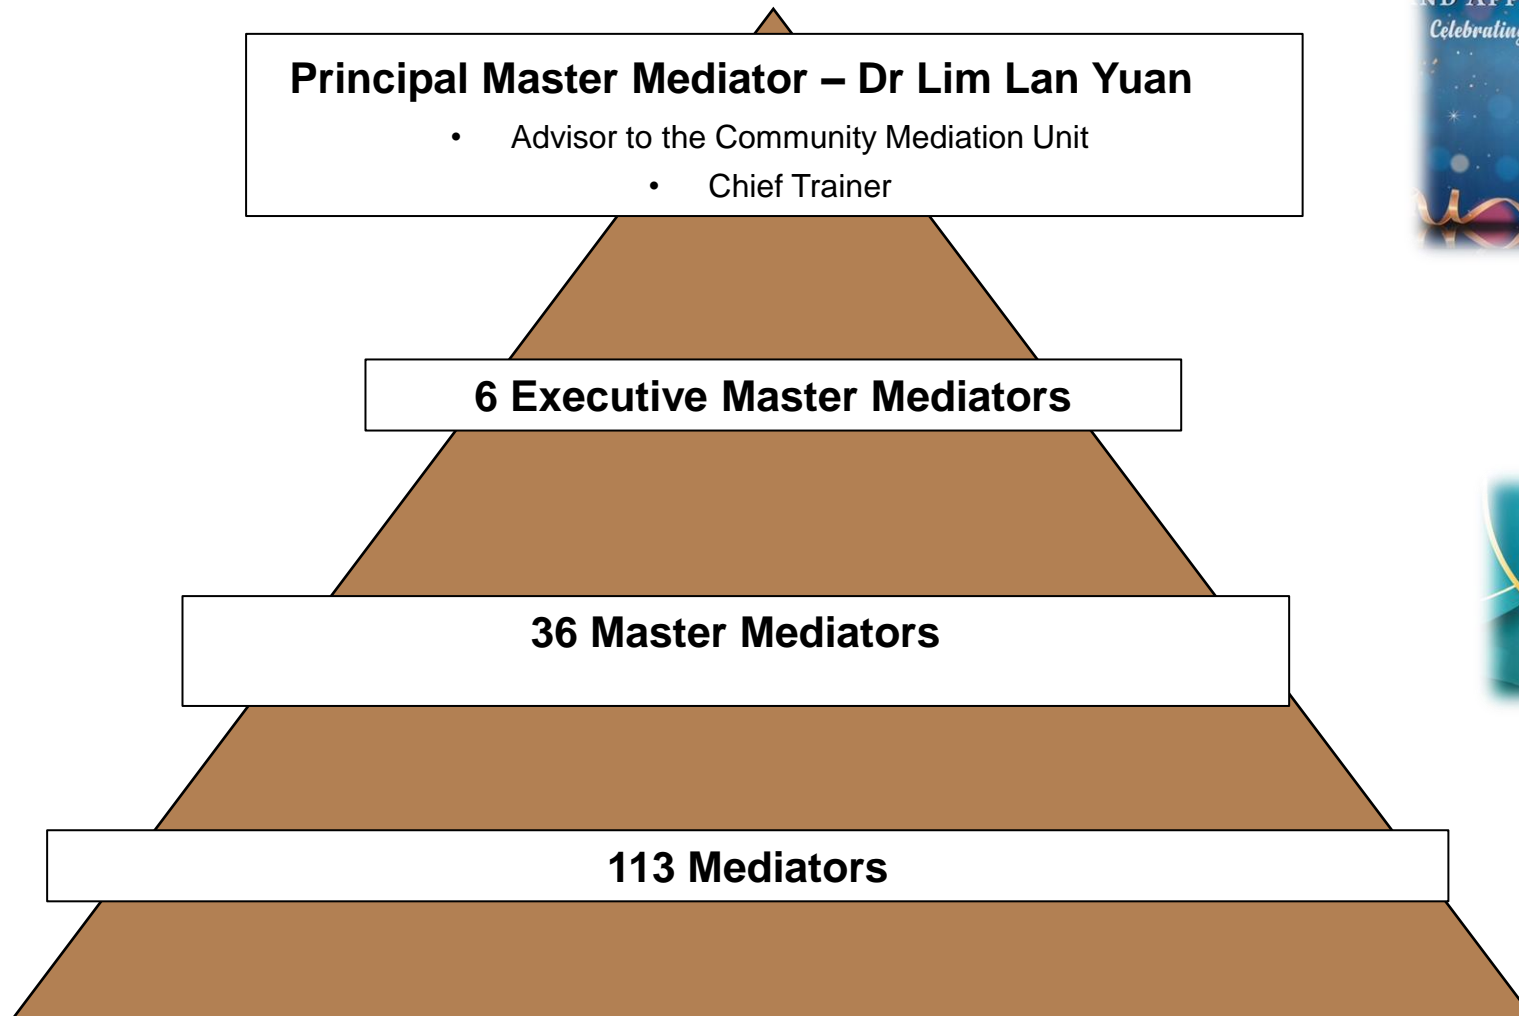 Principal Master Mediator – Dr Lim Lan Yuan
• Advisor to the Community Mediation Unit
• Chief Trainer
6 Executive Master Mediators
36 Master Mediators
113 Mediators